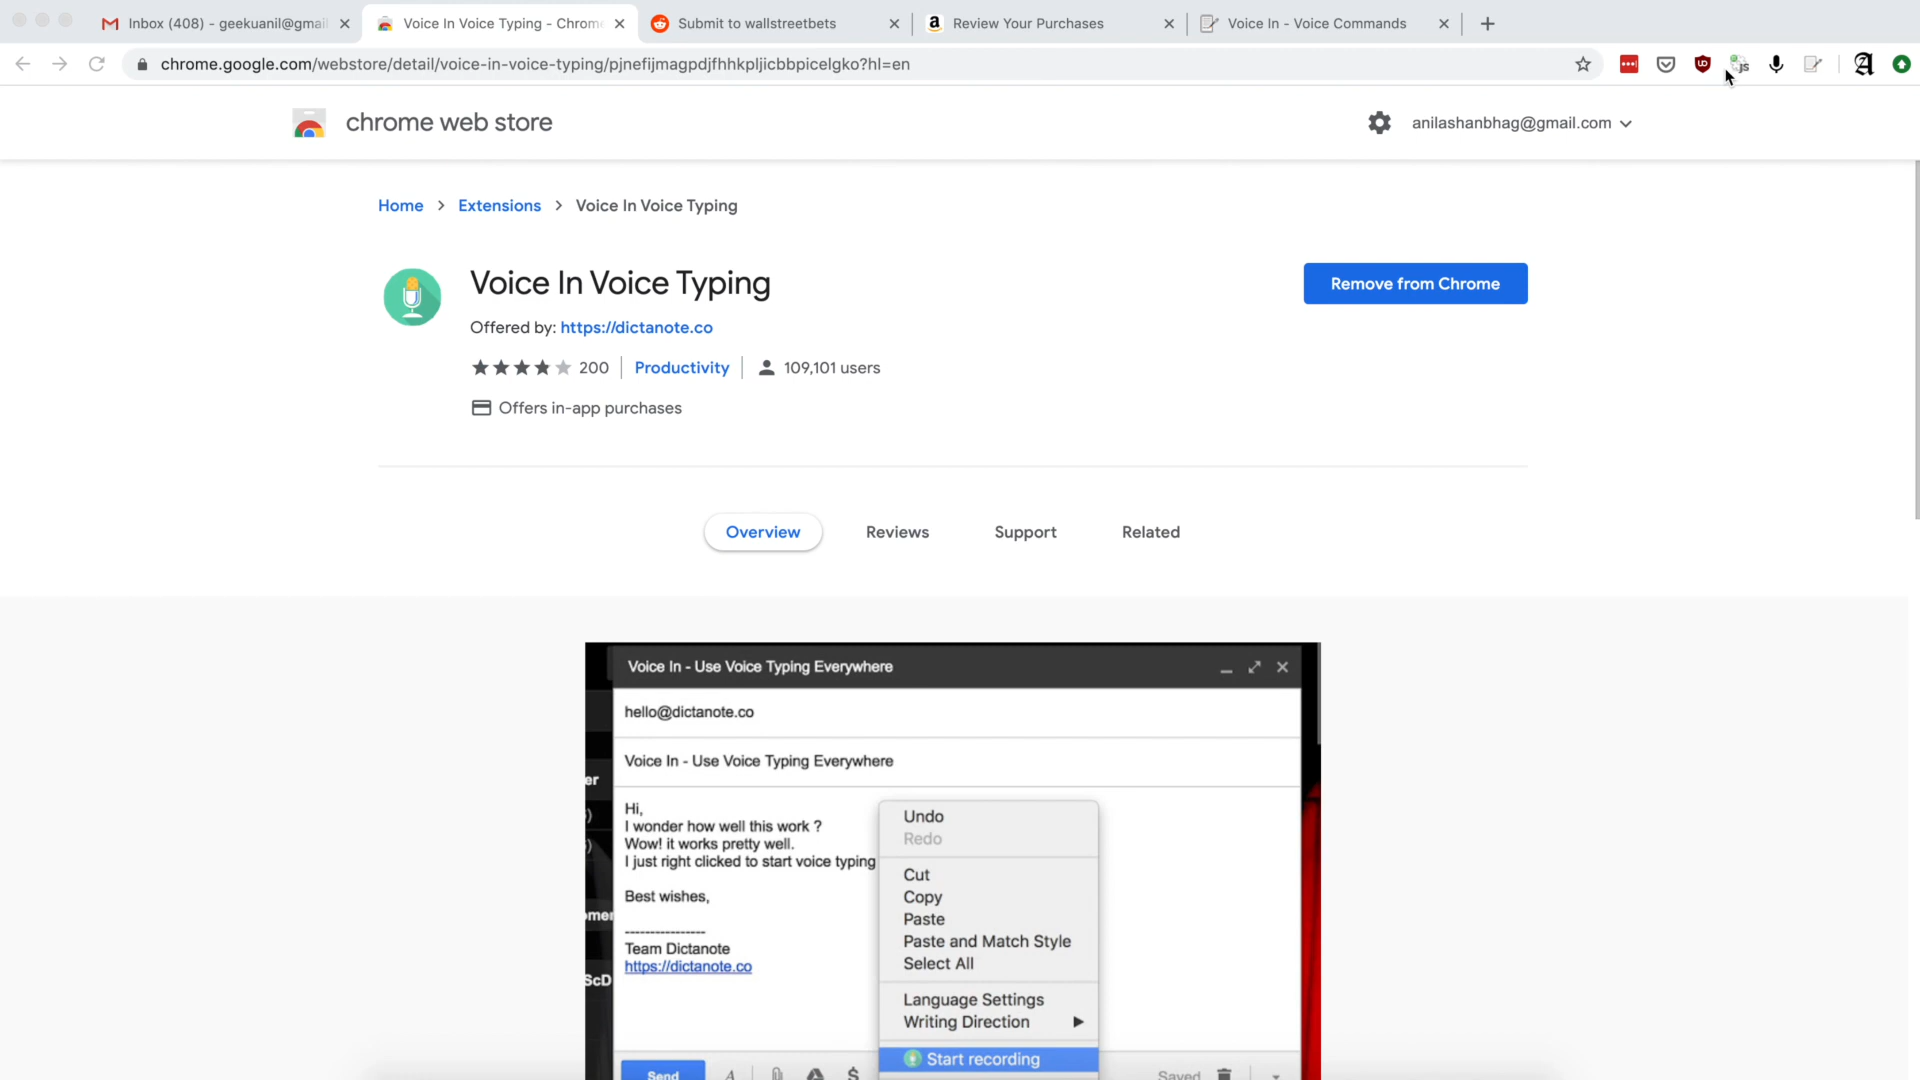 Inbox (408) - geekuanil@gmai
Voice In Voice Typing - Chrome
Submit to wallstreetbets
a
Review Your Purchases
Voice In - Voice Commands
chrome.google.com/webstore/detail/voice-in-voice-typing/pjnefijmagpdjfhhkpljicbbpicelgko?hl=en
JS
A
chrome web store
anilashanbhag@gmail.com
Home > Extensions > Voice In Voice Typing
Voice In Voice Typing
Remove from Chrome
Offered by: https://dictanote.co
200
Productivity
109,101 users
Offers in-app purchases
Overview
Reviews
Support
Related
Voice In - Use Voice Typing Everywhere
hello@dictanote.co
Voice In - Use Voice Typing Everywhere
er
Hi,
I wonder how well this work ?
Wow! it works pretty well.
I just right clicked to start voice typing
Best wishes,
omer
----------------
Team Dictanote
https://dictanote.co
ScD
Undo
Redo
Cut
Copy
Paste
Paste and Match Style
Select All
Language Settings
Writing Direction
Start recording
Send
A
$
Saved